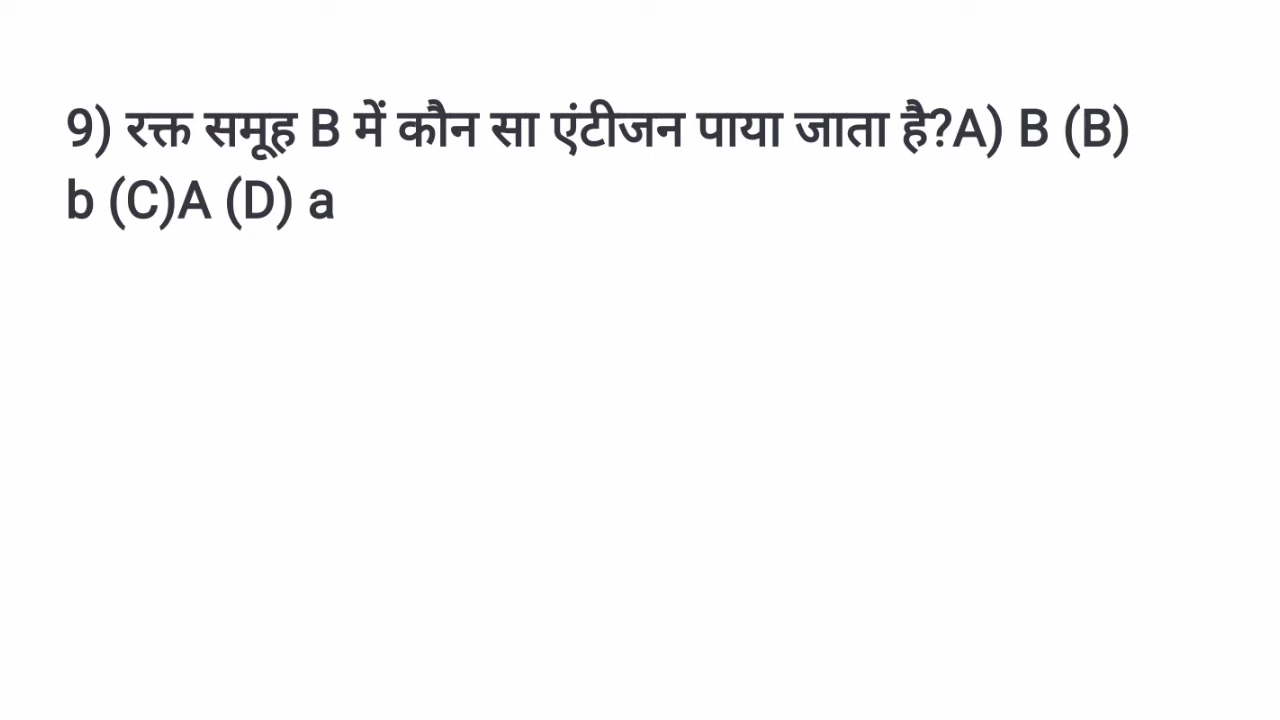 9) रक्त समूह B में कौन सा एंटीजन पाया जाता है?A) B (B)
b (C)A (D) a